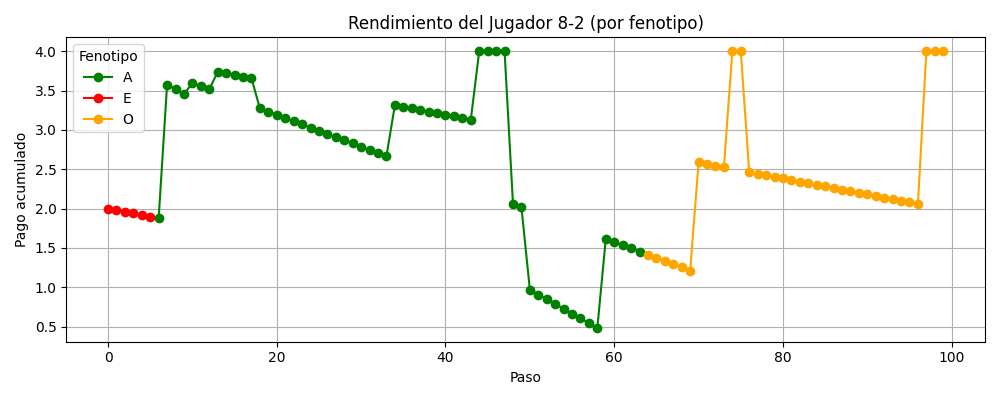 Rendimiento del Jugador 8-2 (por fenotipo)
Fenotipo
A
E
O
Pago acumulado
4.0
3.5
3.0
2.5
2.0
1.5
1.0
0.5
0 20 40 60 80 100
Paso